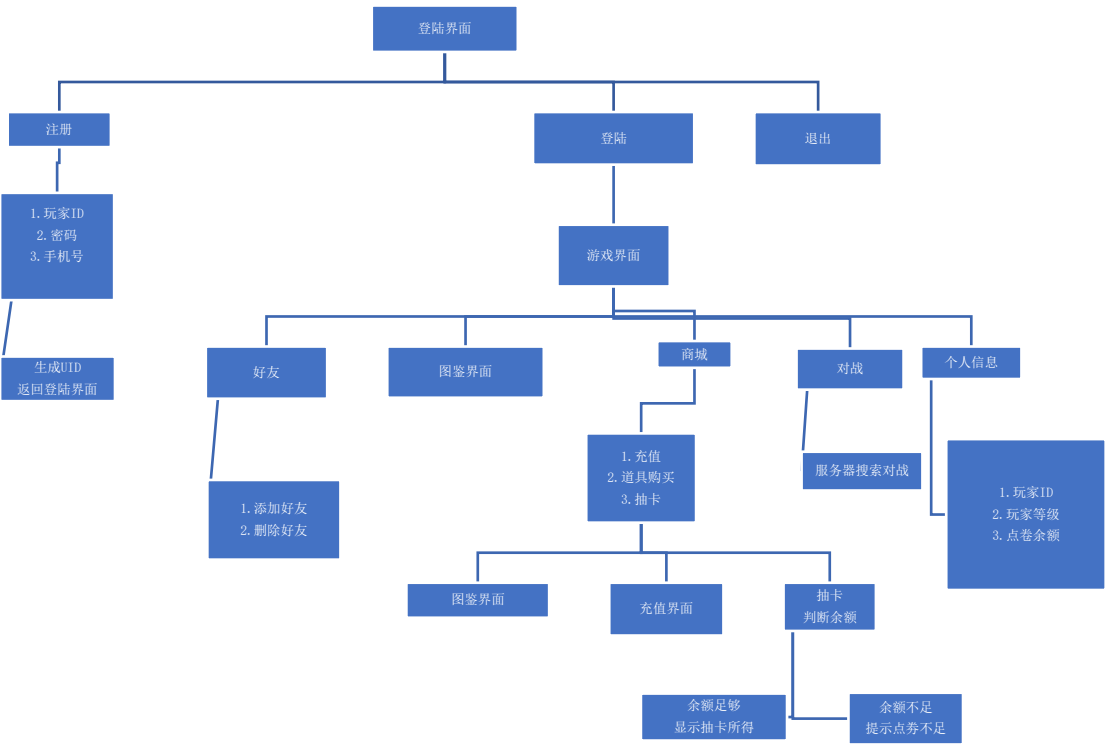 登陆界面
注册
登陆
退出
1.玩家ID
2.密码
3.手机号
游戏界面
生成UID
返回登陆界面
好友
图鉴界面
商城
对战
个人信息
1.充值
2.道具购买
3.抽卡
服务器搜索对战
1.添加好友
2.删除好友
1.玩家ID
2.玩家等级
3.点卷余额
图鉴界面
充值界面
抽卡
判断余额
余额足够
显示抽卡所得
余额不足
提示点券不足